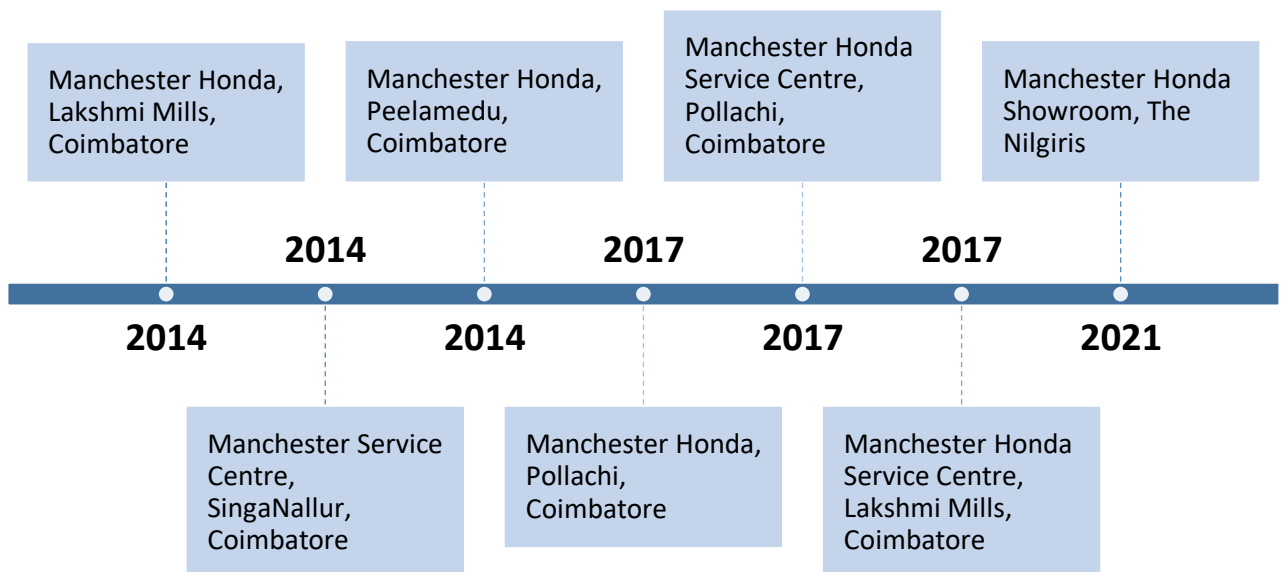 Manchester Honda,
Lakshmi Mills,
Coimbatore
Manchester Honda,
Peelamedu,
Coimbatore
Manchester Honda
Service Centre,
Pollachi,
Coimbatore
Manchester Honda
Showroom, The
Nilgiris
2014
2017
2017
2014
2014
2017
2021
Manchester Service
Centre,
SingaNallur,
Coimbatore
Manchester Honda,
Pollachi,
Coimbatore
Manchester Honda
Service Centre,
Lakshmi Mills,
Coimbatore